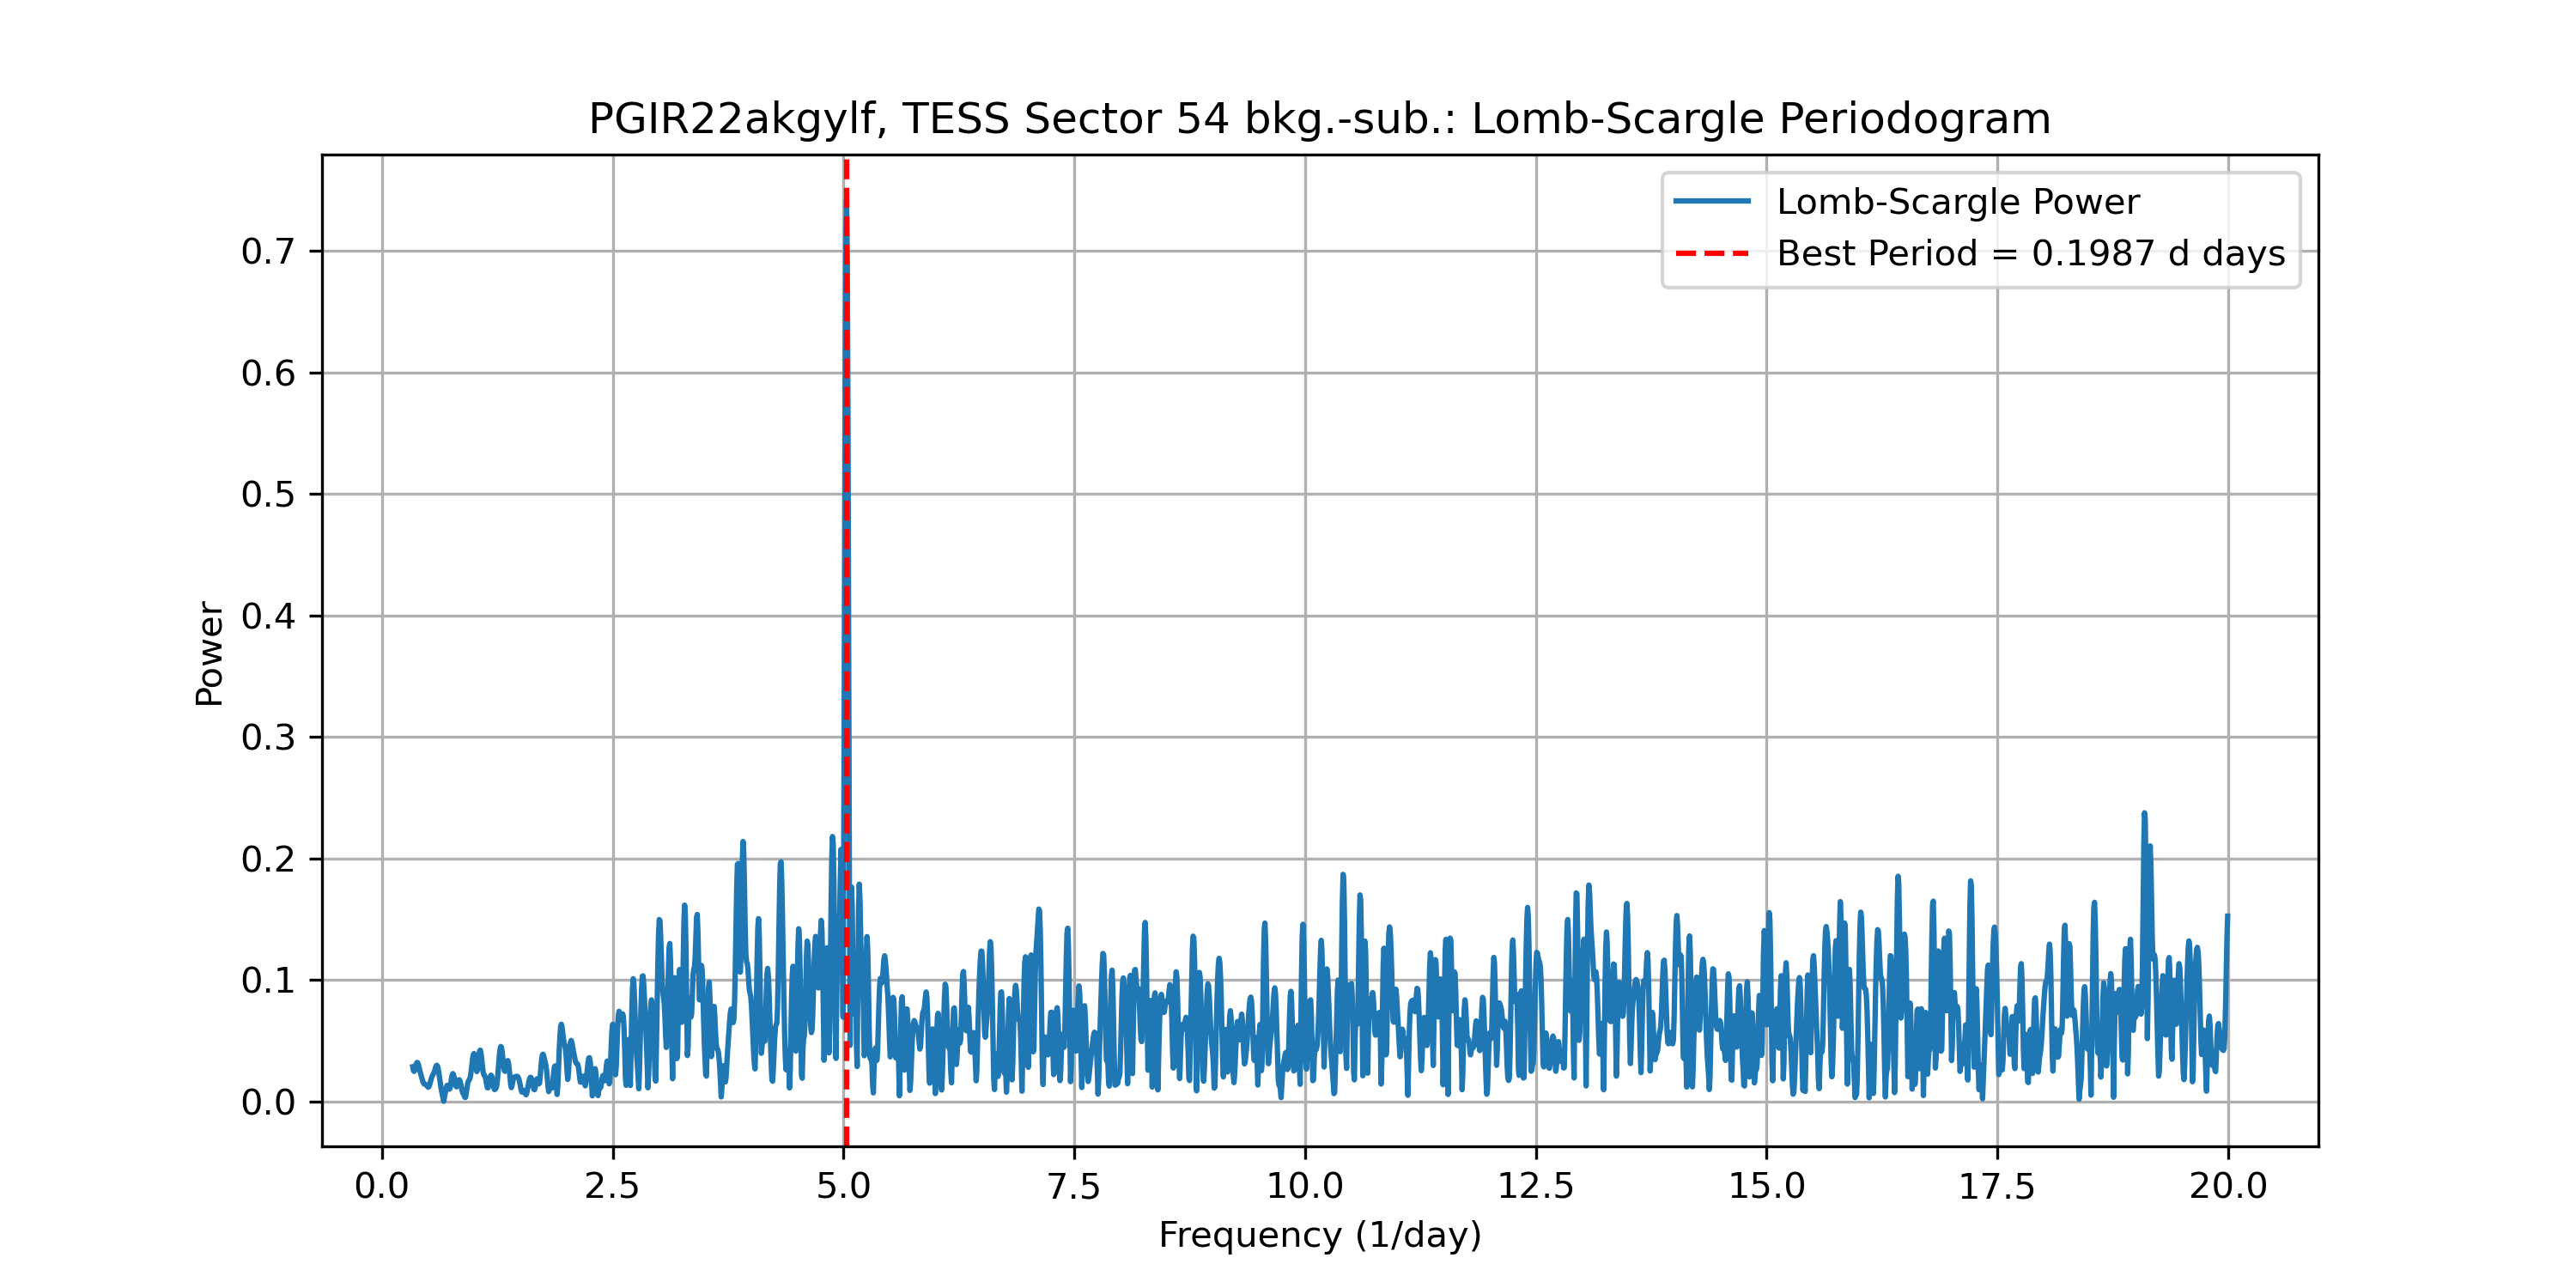 PGIR22akgylf, TESS Sector 54 bkg.-sub.: Lomb-Scargle Periodogram
Lomb-Scargle Power
Best Period = 0.1987 d days
0.7
0.6
0.5
0.4
0.3
0.2
0.1
0.0
Power
0.0 2.5 5.0 7.5 10.0 12.5 15.0 17.5 20.0
Frequency (1/day)